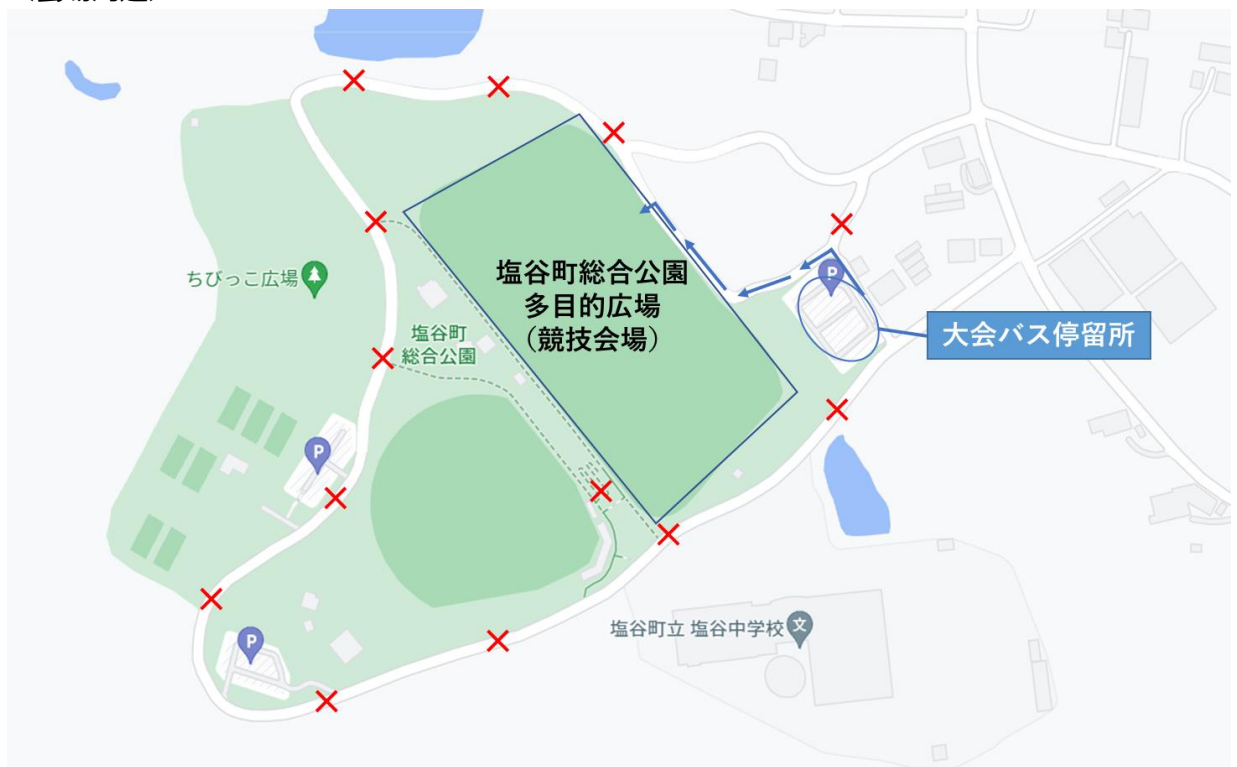 塩谷町総合公園
多目的広場
（競技会場）
P
ちびっこ広場
塩谷町
総合公園
大会バス停留所
P
P
塩谷町立 塩谷中学校
文